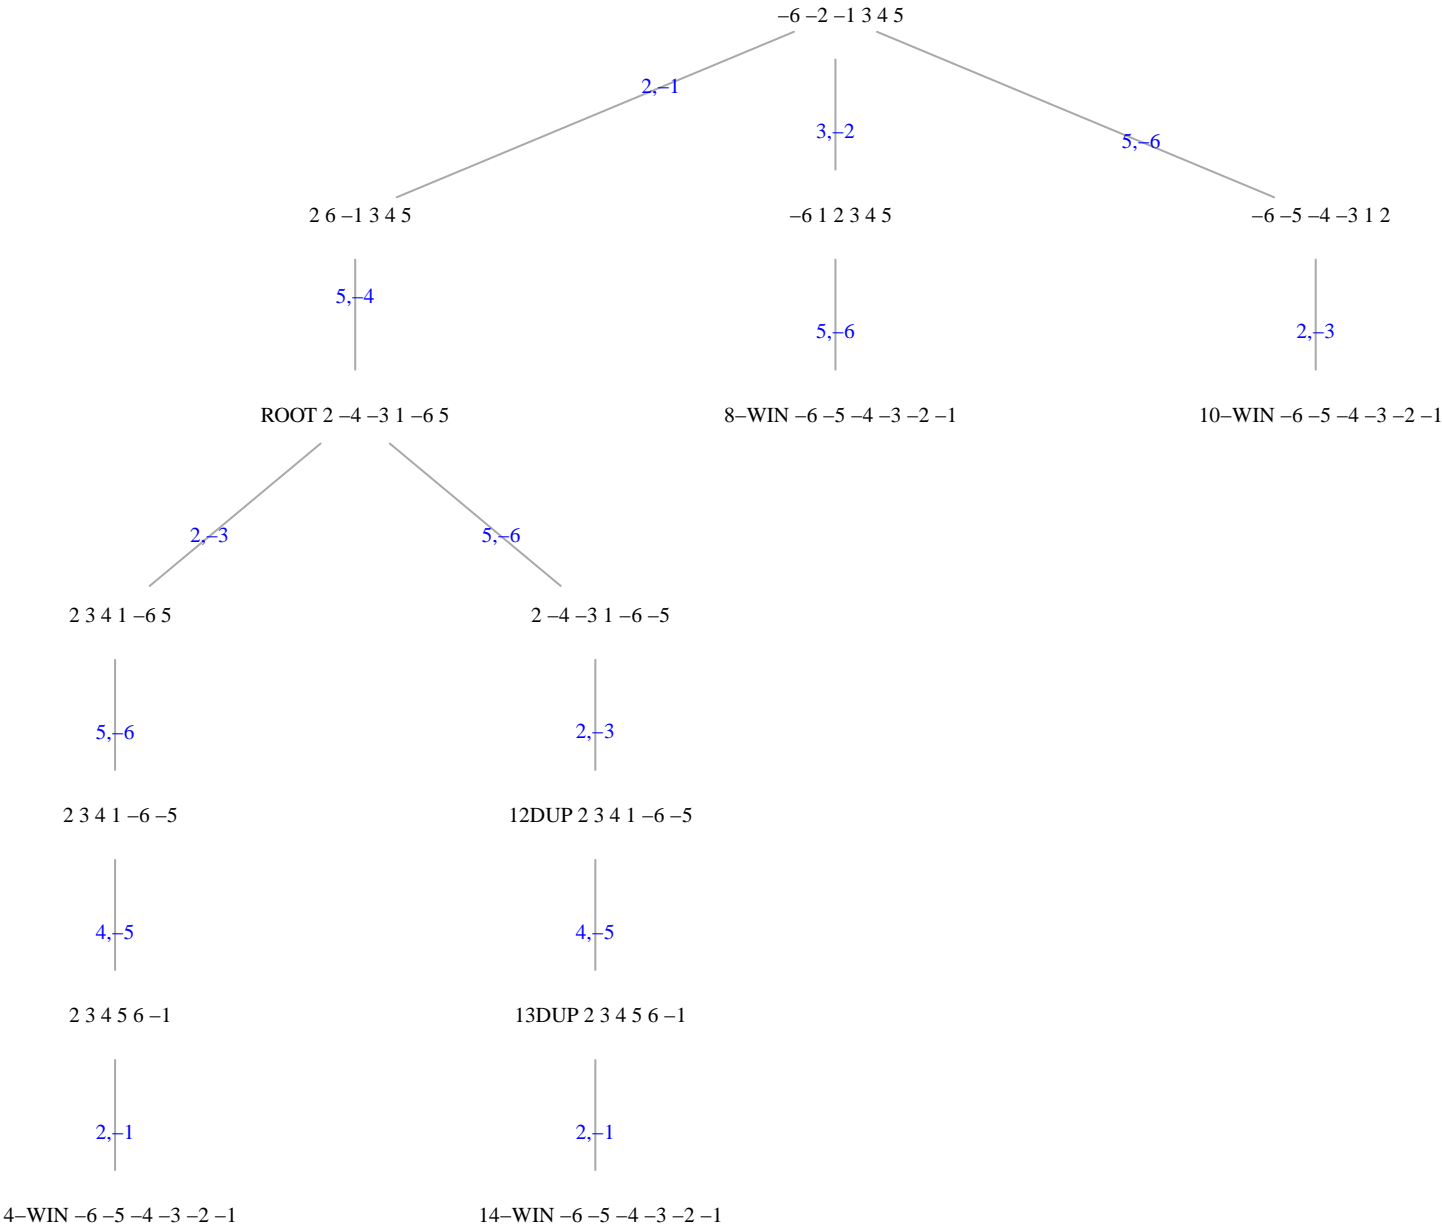 –6 –2 –1 3 4 5
2,–1
3,–2
5,–6
2 6 –1 3 4 5
–6 1 2 3 4 5
–6 –5 –4 –3 1 2
5,–4
5,–6
2,–3
ROOT 2 –4 –3 1 –6 5
8–WIN –6 –5 –4 –3 –2 –1
10–WIN –6 –5 –4 –3 –2 –1
2,–3
5,–6
2 3 4 1 –6 5
2 –4 –3 1 –6 –5
5,–6
2,–3
2 3 4 1 –6 –5
12DUP 2 3 4 1 –6 –5
4,–5
4,–5
2 3 4 5 6 –1
13DUP 2 3 4 5 6 –1
2,–1
2,–1
4–WIN –6 –5 –4 –3 –2 –1
14–WIN –6 –5 –4 –3 –2 –1